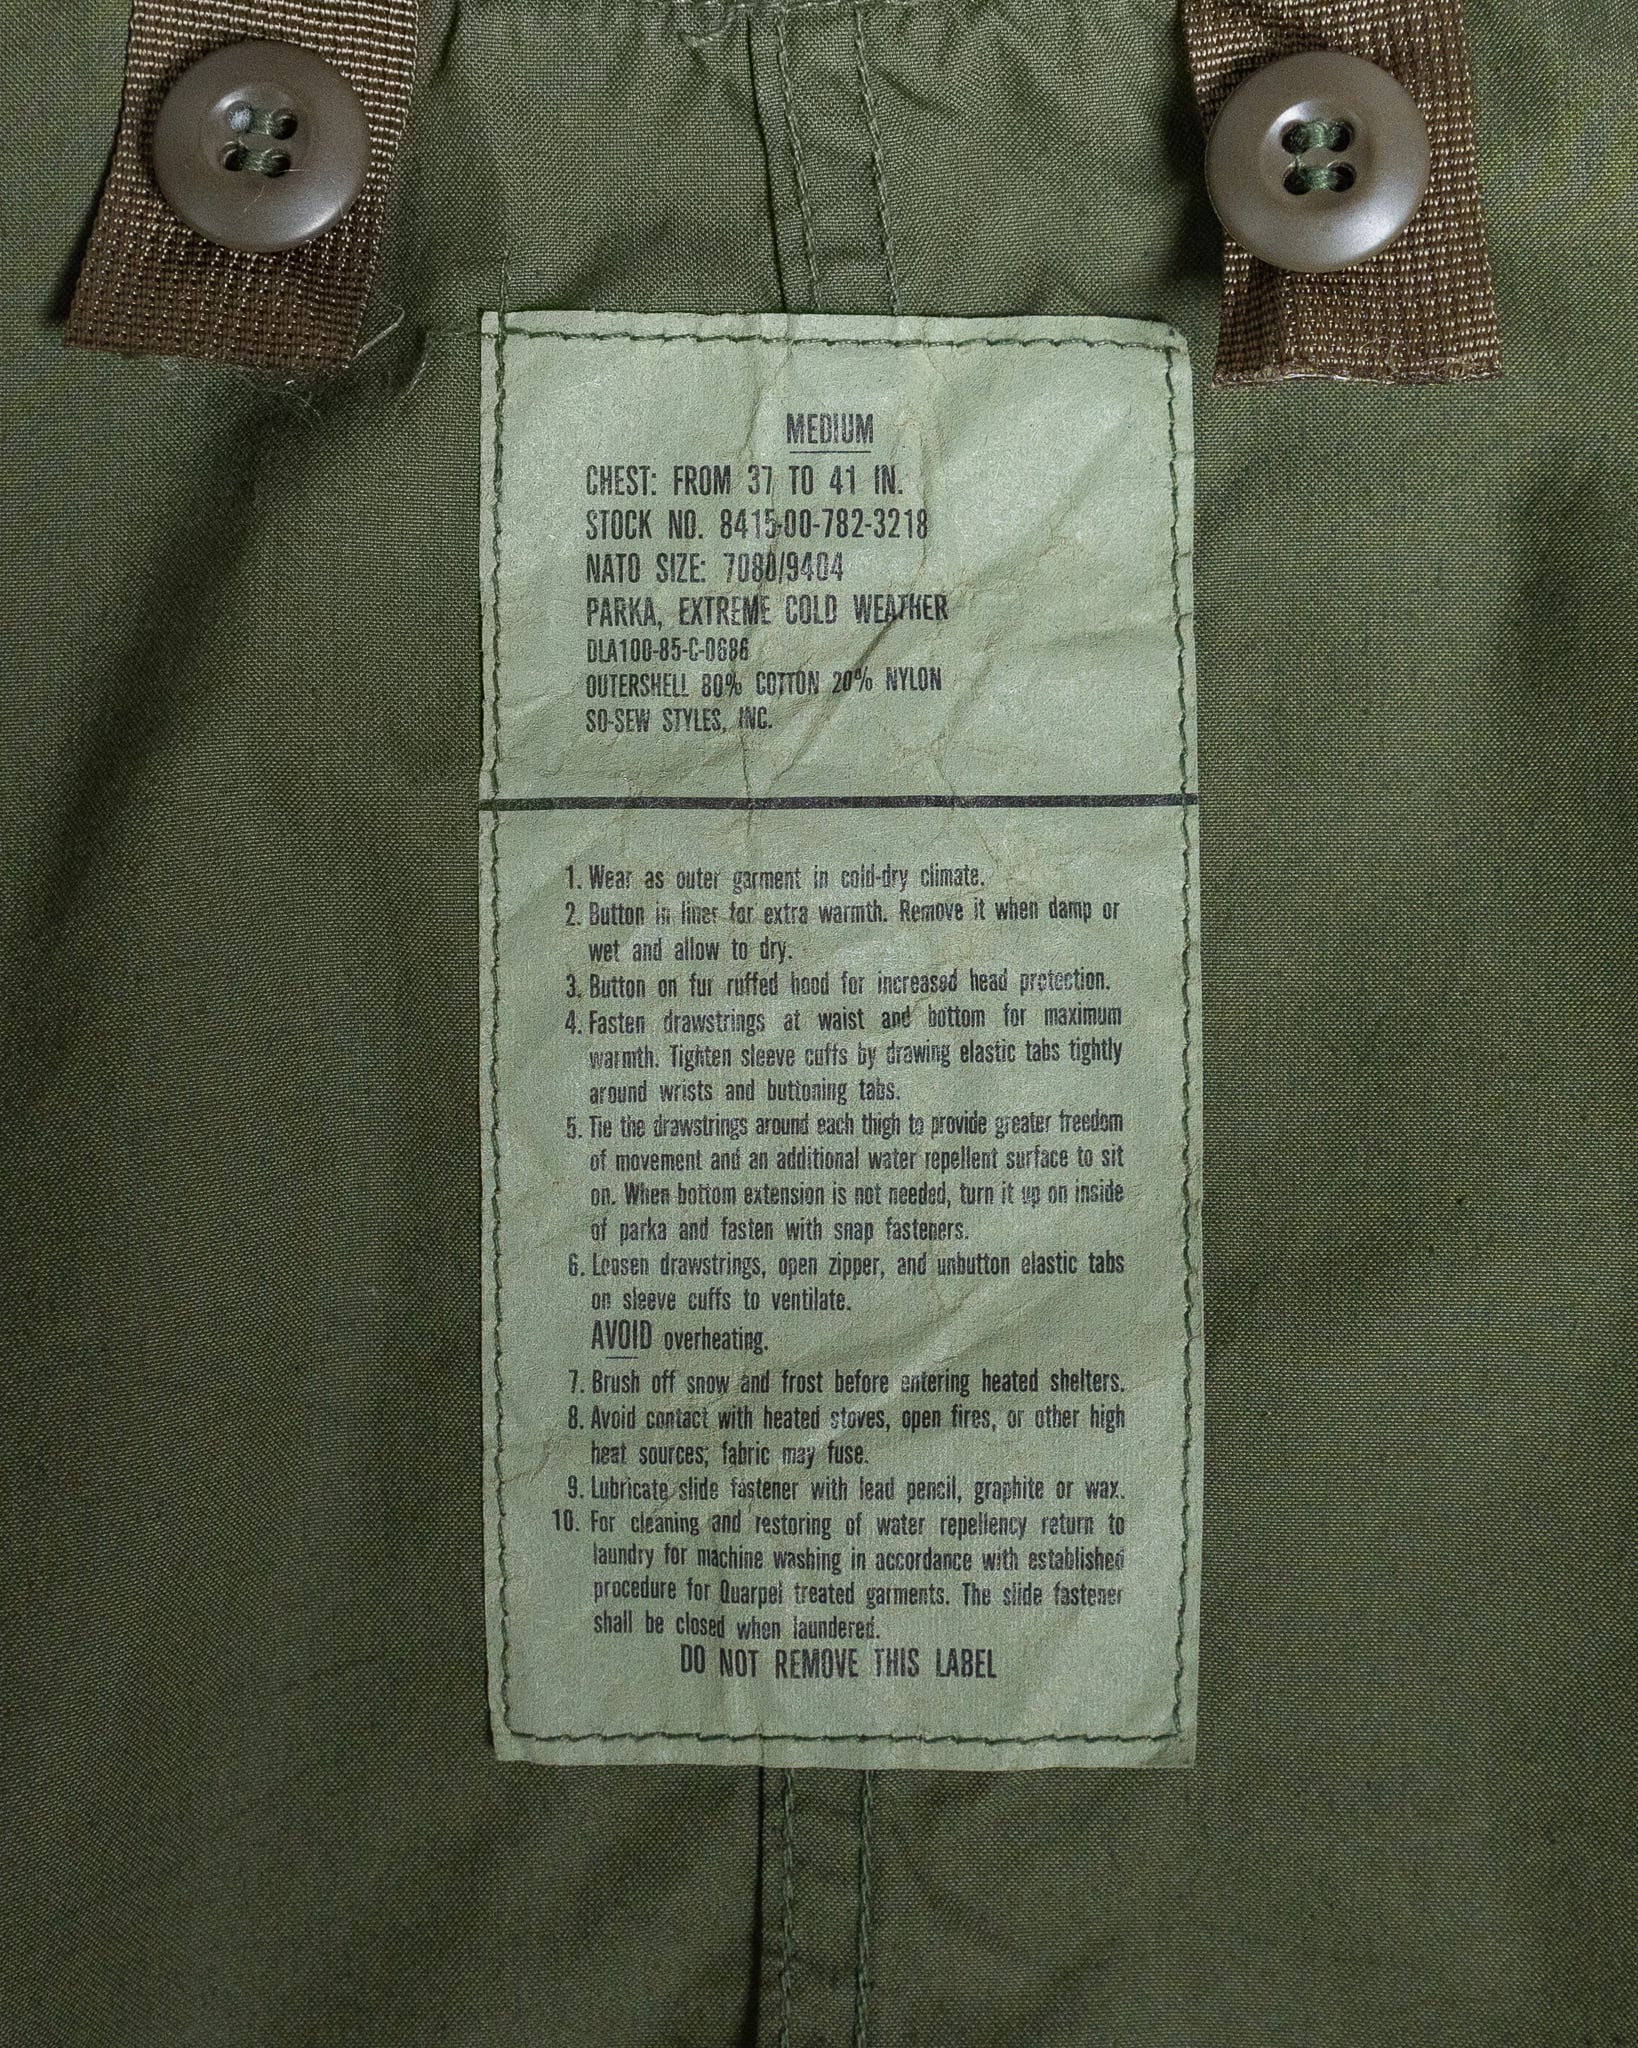 MEDIUM
CHEST: FROM 37 TO 41 IN.
STOCK NO. 8415-00-782-3218
NATO SIZE: 7080/9404
PARKA, EXTREME COLD WEATHER
DLA100-85-C-0686
OUTERSHELL 80% COTTON 20% NYLON
SO-SEW STYLES, INC.
1. Wear as outer garment in cold-dry climate.
2. Button in liner for extra warmth. Remove it when damp or
wet and allow to dry.
3. Button on fur ruffed hood for increased head protection.
4. Fasten drawstrings at waist and bottom for maximum
warmth. Tighten sleeve cuffs by drawing elastic tabs tightly
around wrists and buttoning tabs.
5. Tie the drawstrings around each thigh to provide greater freedom
of movement and an additional water repellent surface to sit
on. When bottom extension is not needed, turn it up on inside
of parka and fasten with snap fasteners.
6. Loosen drawstrings, open zipper, and unbutton elastic tabs
on sleeve cuffs to ventilate.
AVOID overheating.
7. Brush off snow and frost before entering heated shelters.
8. Avoid contact with heated stoves, open fires, or other high
heat sources; fabric may fuse.
9. Lubricate slide fastener with lead pencil, graphite or wax.
10. For cleaning and restoring of water repellency return to
laundry for machine washing in accordance with established
procedure for Quarpel treated garments. The slide fastener
shall be closed when laundered.
DO NOT REMOVE THIS LABEL